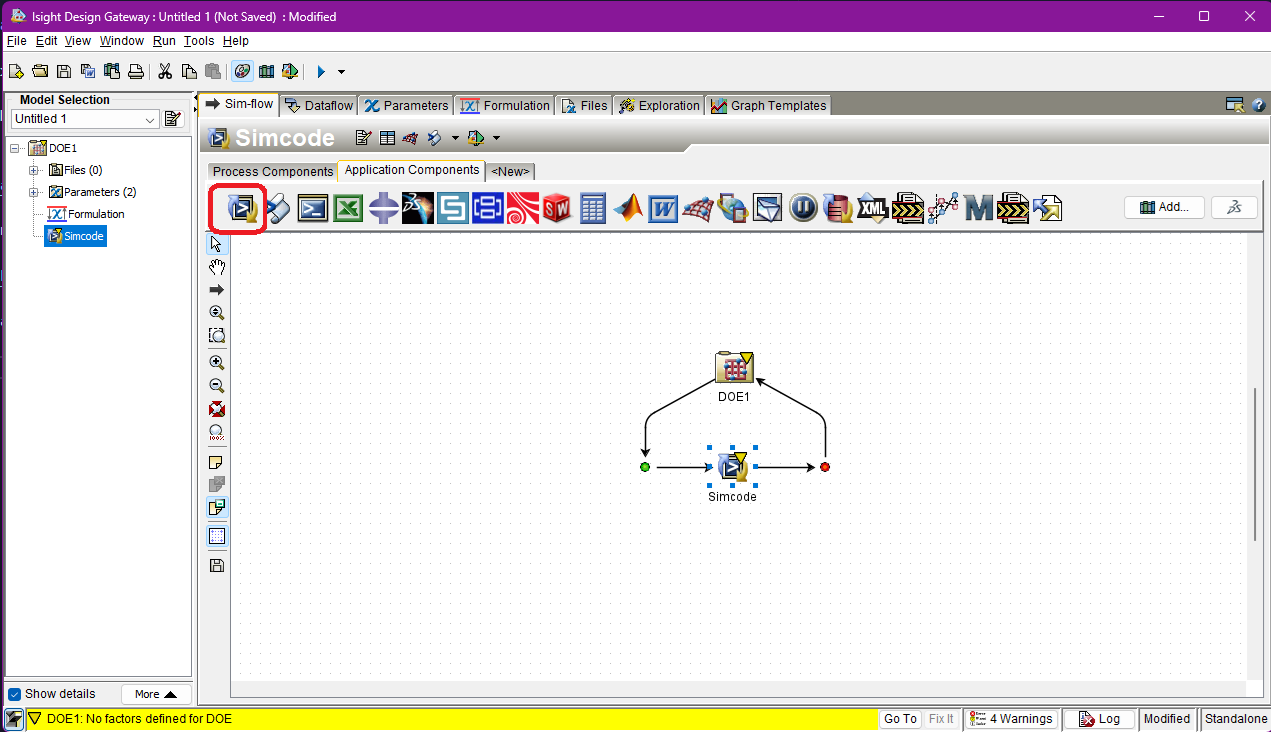 Isight Design Gateway : Untitled 1 (Not Saved) : Modified
File Edit View Window Run Tools Help
Model Selection
Untitled 1
DOE1
Files (0)
Parameters (2)
Formulation
Simcode
Sim-flow Dataflow Parameters Formulation Files Exploration Graph Templates
Simcode
Process Components Application Components <New>
Add...
DOE1
Simcode
Show details More
DOE1: No factors defined for DOE Go To Fix It 4 Warnings Log Modified Standalone